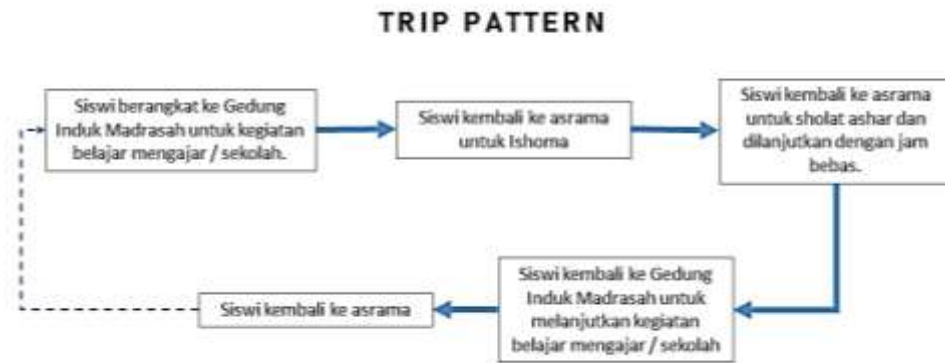 TRIP PATTERN
Siswi berangkat ke Gedung
Induk Madrasah untuk kegiatan
belajar mengajar / sekolah.
Siswi kembali ke asrama
untuk Ishoma
Siswi kembali ke asrama
untuk sholat ashar dan
dilanjutkan dengan jam
bebas.
Siswi kembali ke Gedung
Induk Madrasah untuk
melanjutkan kegiatan
belajar mengajar / sekolah
Siswi kembali ke asrama